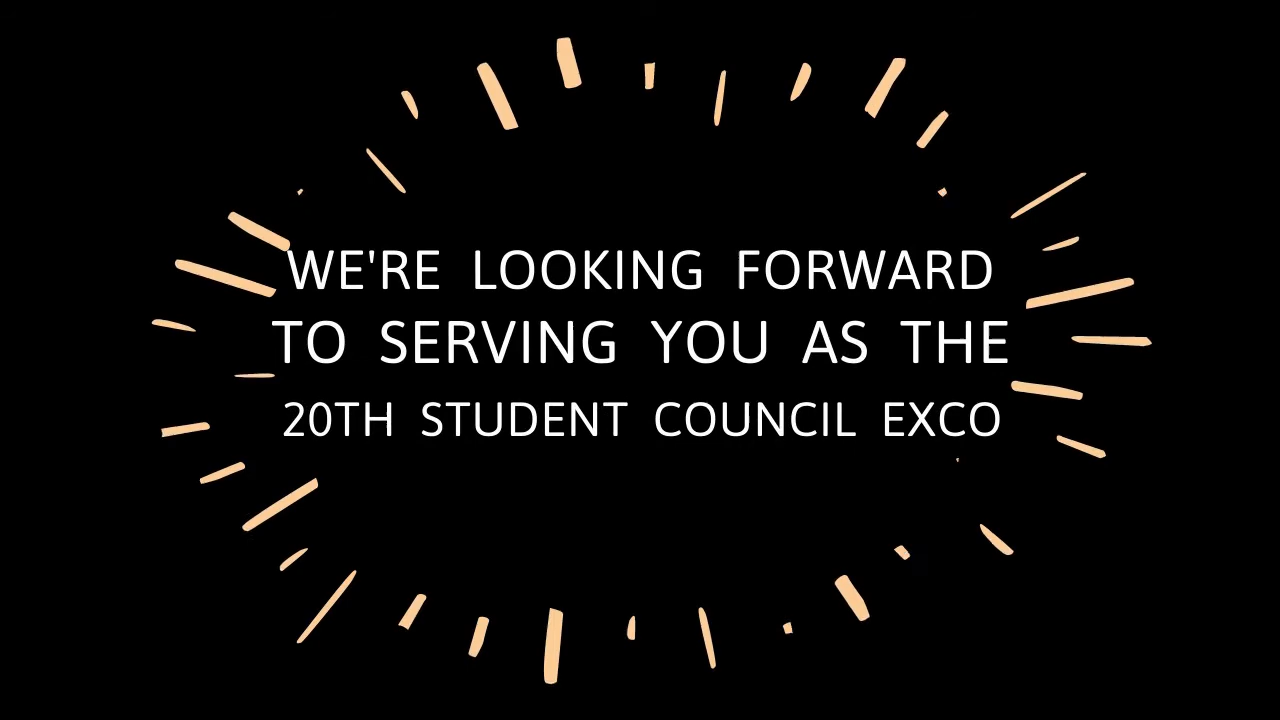 WE'RE LOOKING FORWARD
TO SERVING YOU AS THE
20TH STUDENT COUNCIL EXCO